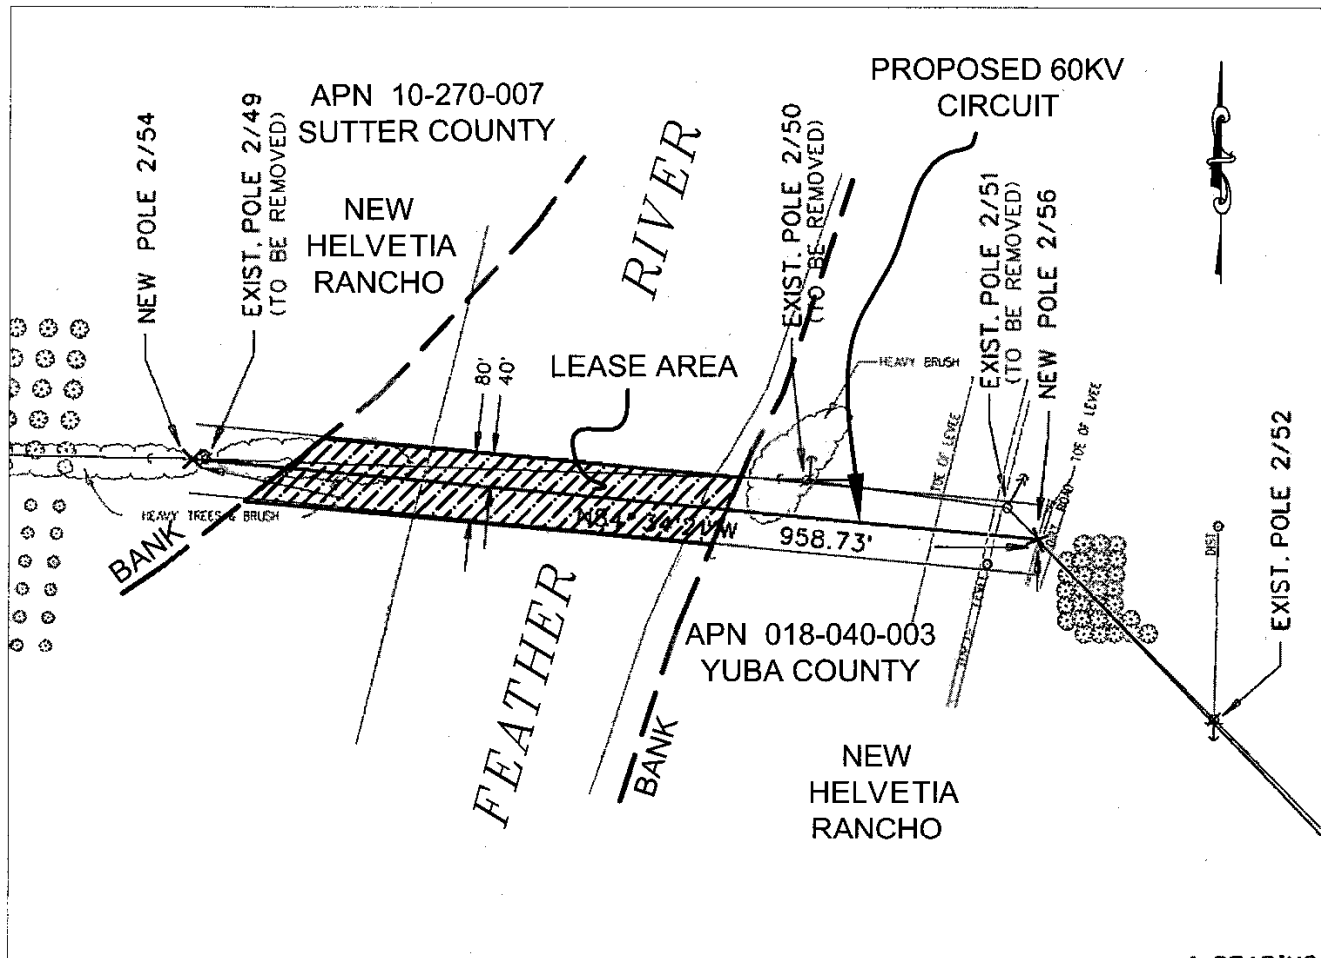 PROPOSED 60KV
CIRCUIT
APN 10-270-007
SUTTER COUNTY
NEW POLE 2/54
EXIST. POLE 2/49
(TO BE REMOVED)
NEW
HELVETIA
RANCHO
RIVER
EXIST. POLE 2/50
(TO BE REMOVED)
EXIST. POLE 2/51
(TO BE REMOVED)
NEW POLE 2/56
80'
40'
LEASE AREA
HEAVY BRUSH
TOE OF LEVEE
TOE OF LEVEE
EXIST. POLE 2/52
HEAVY TREES & BRUSH
958.73'
BANK
DIST
LEVEE
FEATHER
APN 018-040-003
YUBA COUNTY
BANK
NEW
HELVETIA
RANCHO